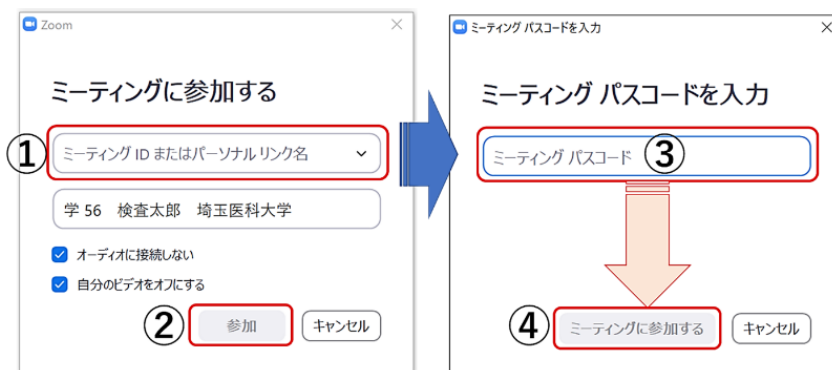 Zoom
ミーティングに参加する
①
ミーティング ID またはパーソナル リンク名
学 56 検査太郎 埼玉医科大学
オーディオに接続しない
自分のビデオをオフにする
②
参加
キャンセル
ミーティング パスコードを入力
ミーティング パスコードを入力
ミーティング パスコード
③
④
ミーティングに参加する
キャンセル